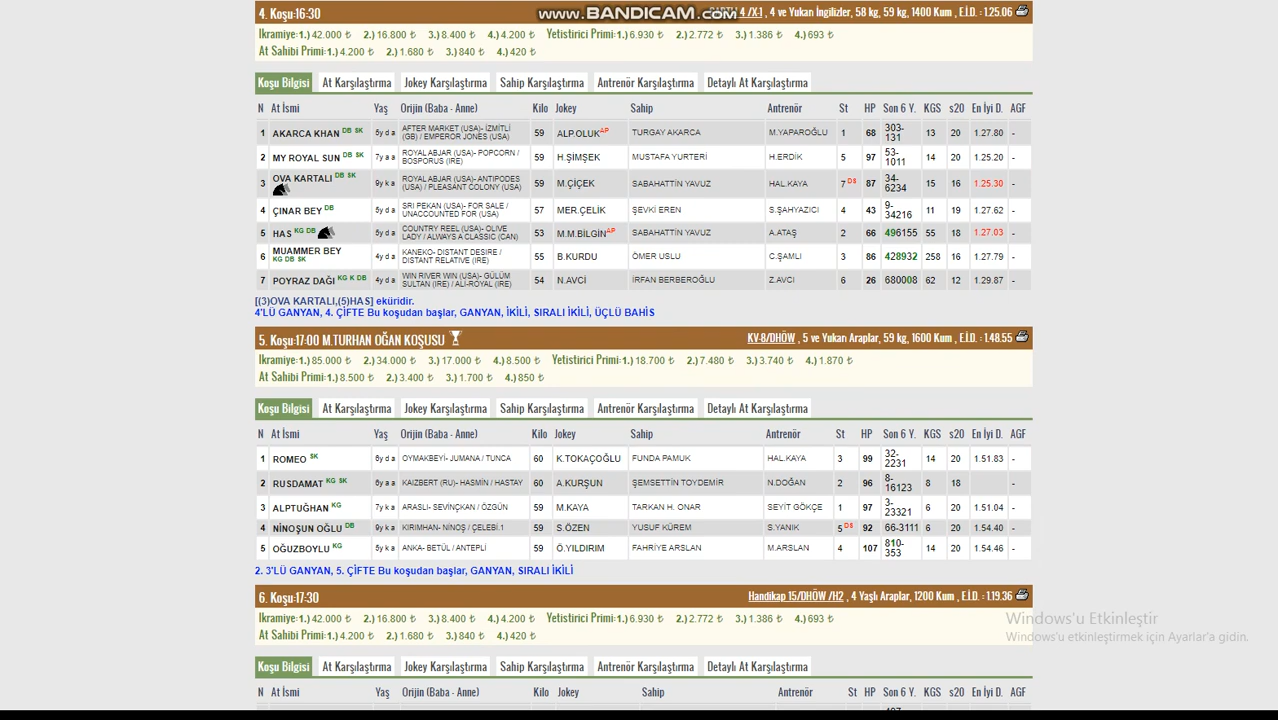 4. Koşu:16:30
www.BANDICAM.com
4 /X-1 , 4 ve Yukarı İngilizler, 58 kg, 59 kg, 1400 Kum , E.İ.D. : 1.25.06
İkramiye: 1.) 42.000 ₺ 2.) 16.800 ₺ 3.) 8.400 ₺ 4.) 4.200 ₺ Yetistirici Primi: 1.) 6.930 ₺ 2.) 2.772 ₺ 3.) 1.386 ₺ 4.) 693 ₺
At Sahibi Primi: 1.) 4.200 ₺ 2.) 1.680 ₺ 3.) 840 ₺ 4.) 420 ₺
Koşu Bilgisi At Karşılaştırma Jokey Karşılaştırma Sahip Karşılaştırma Antrenör Karşılaştırma Detaylı At Karşılaştırma
N At İsmi Yaş Orijin (Baba - Anne) Kilo Jokey Sahip Antrenör St HP Son 6 Y. KGS s20 En İyi D. AGF
1 AKARCA KHAN DB SK 5y d a AFTER MARKET (USA)- İZMİTLİ (GB) / EMPEROR JONES (USA) 59 ALP.OLUK AP TURGAY AKARCA M.YAPAROĞLU 1 68 303-131 13 20 1.27.80 -
2 MY ROYAL SUN DB SK 7y a a ROYAL ABJAR (USA)- POPCORN / BOSPORUS (IRE) 59 H.ŞİMŞEK MUSTAFA YURTERİ H.ERDİK 5 97 53-1011 14 20 1.25.20 -
3 OVA KARTALI DB SK 9y k a ROYAL ABJAR (USA)- ANTIPODES (USA) / PLEASANT COLONY (USA) 59 M.ÇİÇEK SABAHATTİN YAVUZ HAL.KAYA 7 DS 87 34-6234 15 16 1.25.30 -
4 ÇINAR BEY DB 5y d a SRI PEKAN (USA)- FOR SALE / UNACCOUNTED FOR (USA) 57 MER.ÇELİK ŞEVKİ EREN S.ŞAHYAZICI 4 43 9-34216 11 19 1.27.62 -
5 HAS KG DB 5y d a COUNTRY REEL (USA)- OLIVE LADY / ALWAYS A CLASSIC (CAN) 53 M.M.BİLGİN AP SABAHATTİN YAVUZ A.ATAŞ 2 66 496155 55 18 1.27.03 -
6 MUAMMER BEY KG DB SK 4y d a KANEKO- DISTANT DESIRE / DISTANT RELATIVE (IRE) 55 B.KURDU ÖMER USLU C.ŞAMLI 3 86 428932 258 16 1.27.79 -
7 POYRAZ DAĞI KG K DB 4y d a WIN RIVER WIN (USA)- GÜLÜM SULTAN (IRE) / ALI-ROYAL (IRE) 54 N.AVCİ İRFAN BERBEROĞLU Z.AVCI 6 26 680008 62 12 1.29.87 -
[(3)OVA KARTALI,(5)HAS] eküridir.
4'LÜ GANYAN, 4. ÇİFTE Bu koşudan başlar, GANYAN, İKİLİ, SIRALI İKİLİ, ÜÇLÜ BAHİS
5. Koşu:17:00 M.TURHAN OĞAN KOŞUSU KV-8/DHÖW , 5 ve Yukarı Araplar, 59 kg, 1600 Kum , E.İ.D. : 1.48.55
İkramiye: 1.) 85.000 ₺ 2.) 34.000 ₺ 3.) 17.000 ₺ 4.) 8.500 ₺ Yetistirici Primi: 1.) 18.700 ₺ 2.) 7.480 ₺ 3.) 3.740 ₺ 4.) 1.870 ₺
At Sahibi Primi: 1.) 8.500 ₺ 2.) 3.400 ₺ 3.) 1.700 ₺ 4.) 850 ₺
Koşu Bilgisi At Karşılaştırma Jokey Karşılaştırma Sahip Karşılaştırma Antrenör Karşılaştırma Detaylı At Karşılaştırma
N At İsmi Yaş Orijin (Baba - Anne) Kilo Jokey Sahip Antrenör St HP Son 6 Y. KGS s20 En İyi D. AGF
1 ROMEO SK 6y d a OYMAKBEYİ- JUMANA / TUNCA 60 K.TOKAÇOĞLU FUNDA PAMUK HAL.KAYA 3 99 32-2231 14 20 1.51.83 -
2 RUSDAMAT KG SK 6y a a KAIZBERT (RU)- HASMİN / HASTAY 60 A.KURŞUN ŞEMSETTİN TOYDEMİR N.DOĞAN 2 96 8-16123 8 18 -
3 ALPTUĞHAN KG 7y k a ARASLI- SEVİNÇKAN / ÖZGÜN 59 M.KAYA TARKAN H. ONAR SEYİT GÖKÇE 1 97 3-23321 6 20 1.51.04 -
4 NİNOŞUN OĞLU DB 9y k a KIRIMHAN- NİNOŞ / ÇELEBİ.1 59 S.ÖZEN YUSUF KÜREM S.YANIK 5 DS 92 66-3111 6 20 1.54.40 -
5 OĞUZBOYLU KG 5y k a ANKA- BETÜL / ANTEPLİ 59 Ö.YILDIRIM FAHRİYE ARSLAN M.ARSLAN 4 107 810-353 14 20 1.54.46 -
2. 3'LÜ GANYAN, 5. ÇİFTE Bu koşudan başlar, GANYAN, SIRALI İKİLİ
6. Koşu:17:30 Handikap 15/DHÖW /H2 , 4 Yaşlı Araplar, 1200 Kum , E.İ.D. : 1.19.36
İkramiye: 1.) 42.000 ₺ 2.) 16.800 ₺ 3.) 8.400 ₺ 4.) 4.200 ₺ Yetistirici Primi: 1.) 6.930 ₺ 2.) 2.772 ₺ 3.) 1.386 ₺ 4.) 693 ₺
At Sahibi Primi: 1.) 4.200 ₺ 2.) 1.680 ₺ 3.) 840 ₺ 4.) 420 ₺
Windows'u Etkinleştir
Windows'u etkinleştirmek için Ayarlar'a gidin.
Koşu Bilgisi At Karşılaştırma Jokey Karşılaştırma Sahip Karşılaştırma Antrenör Karşılaştırma Detaylı At Karşılaştırma
N At İsmi Yaş Orijin (Baba - Anne) Kilo Jokey Sahip Antrenör St HP Son 6 Y. KGS s20 En İyi D. AGF